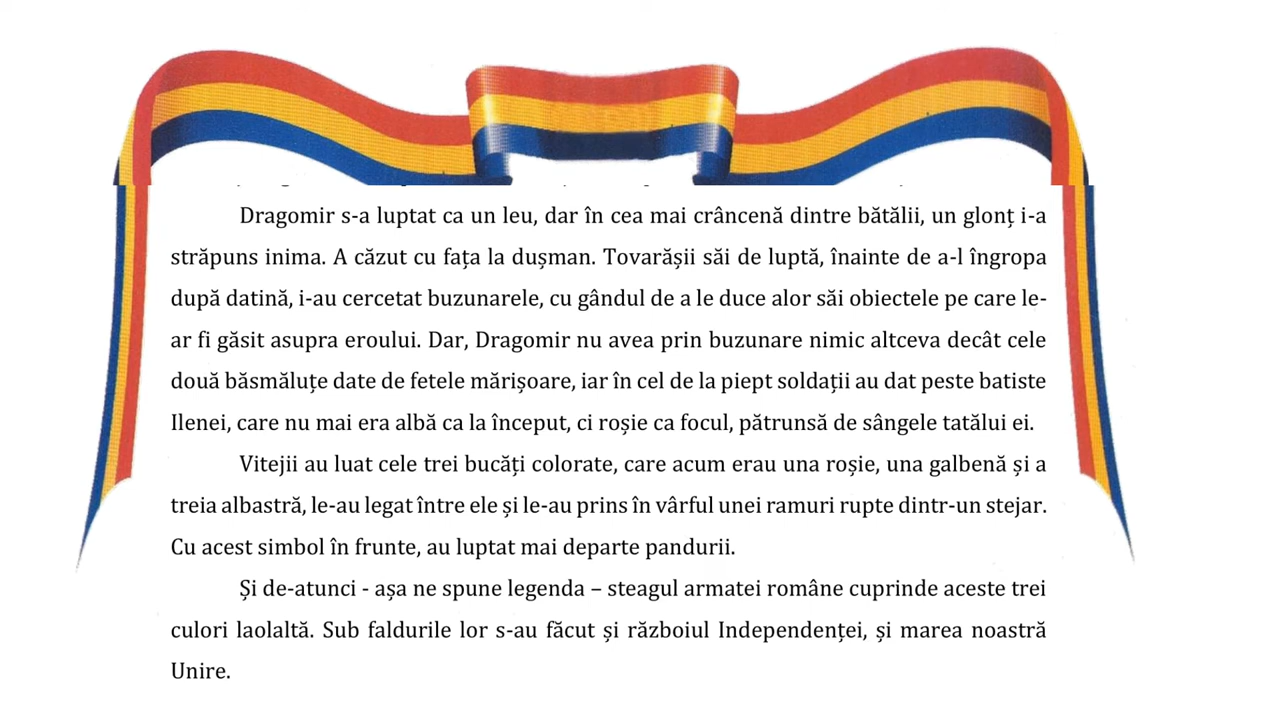 Dragomir s-a luptat ca un leu, dar în cea mai crâncenă dintre bătălii, un glonț i-a
străpuns inima. A căzut cu fața la dușman. Tovarășii săi de luptă, înainte de a-l îngropa
după datină, i-au cercetat buzunarele, cu gândul de a le duce alor săi obiectele pe care le-
ar fi găsit asupra eroului. Dar, Dragomir nu avea prin buzunare nimic altceva decât cele
două băsmăluțe date de fetele mărișoare, iar în cel de la piept soldații au dat peste batiste
Ilenei, care nu mai era albă ca la început, ci roșie ca focul, pătrunsă de sângele tatălui ei.
Vitejii au luat cele trei bucăți colorate, care acum erau una roșie, una galbenă și a
treia albastră, le-au legat între ele și le-au prins în vârful unei ramuri rupte dintr-un stejar.
Cu acest simbol în frunte, au luptat mai departe pandurii.
Și de-atunci - așa ne spune legenda – steagul armatei române cuprinde aceste trei
culori laolaltă. Sub faldurile lor s-au făcut și războiul Independenței, și marea noastră
Unire.